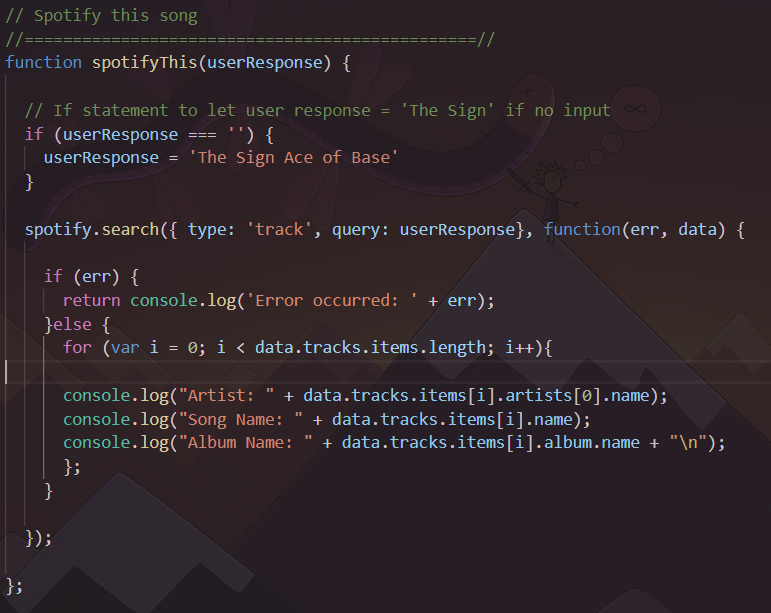 // Spotify this song
//===============================================//
function spotifyThis(userResponse) {
// If statement to let user response = 'The Sign' if no input
if (userResponse === '') {
userResponse = 'The Sign Ace of Base'
}
spotify.search({ type: 'track', query: userResponse}, function(err, data) {
if (err) {
return console.log('Error occurred: ' + err);
}else {
for (var i = 0; i < data.tracks.items.length; i++){
console.log("Artist: " + data.tracks.items[i].artists[0].name);
console.log("Song Name: " + data.tracks.items[i].name);
console.log("Album Name: " + data.tracks.items[i].album.name + "\n");
};
}
});
};